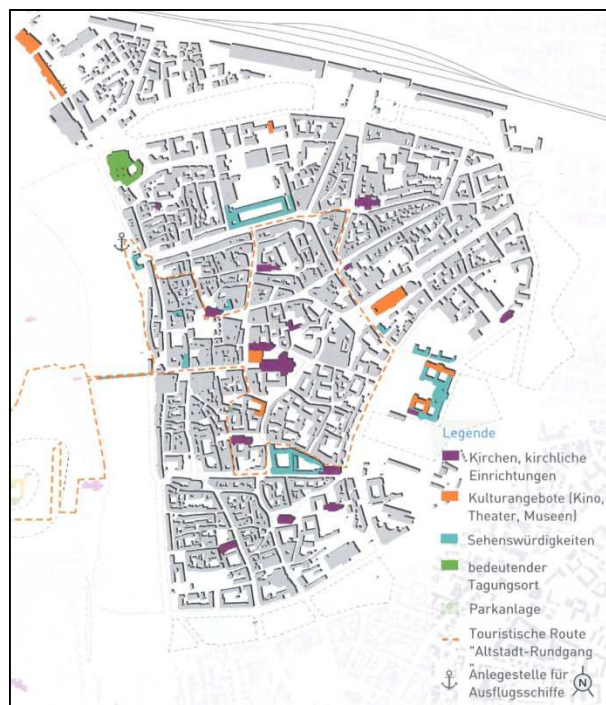 Legende
Kirchen, kirchliche
Einrichtungen
Kulturangebote (Kino,
Theater, Museen)
Sehenswürdigkeiten
bedeutender
Tagungsort
Parkanlage
Touristische Route
"Altstadt-Rundgang
"
Anlegestelle für
Ausflugsschiffe
N